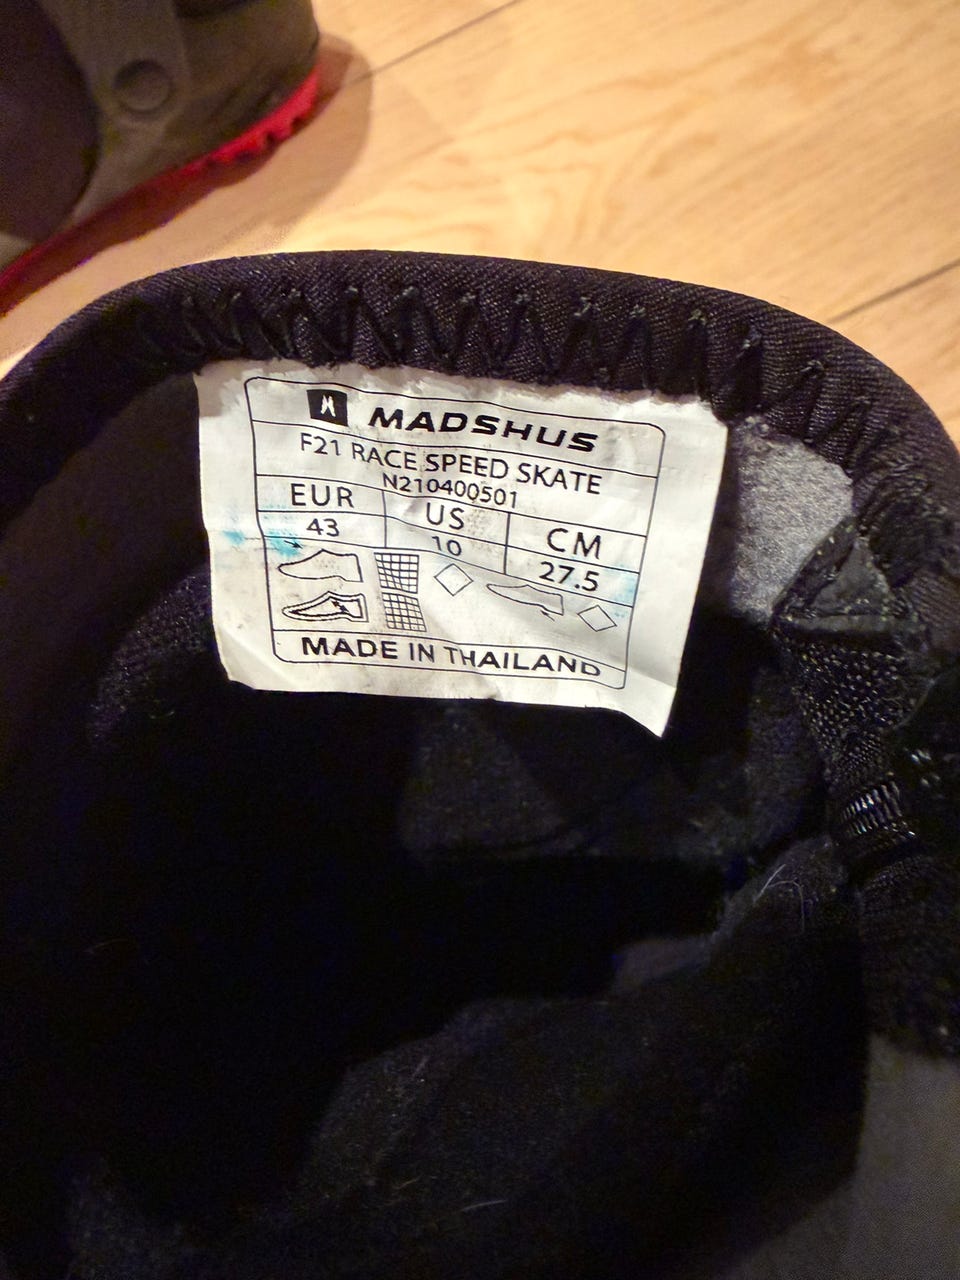 MADSHUS
F21 RACE SPEED SKATE
N210400501
EUR US CM
43 10 27.5
MADE IN THAILAND